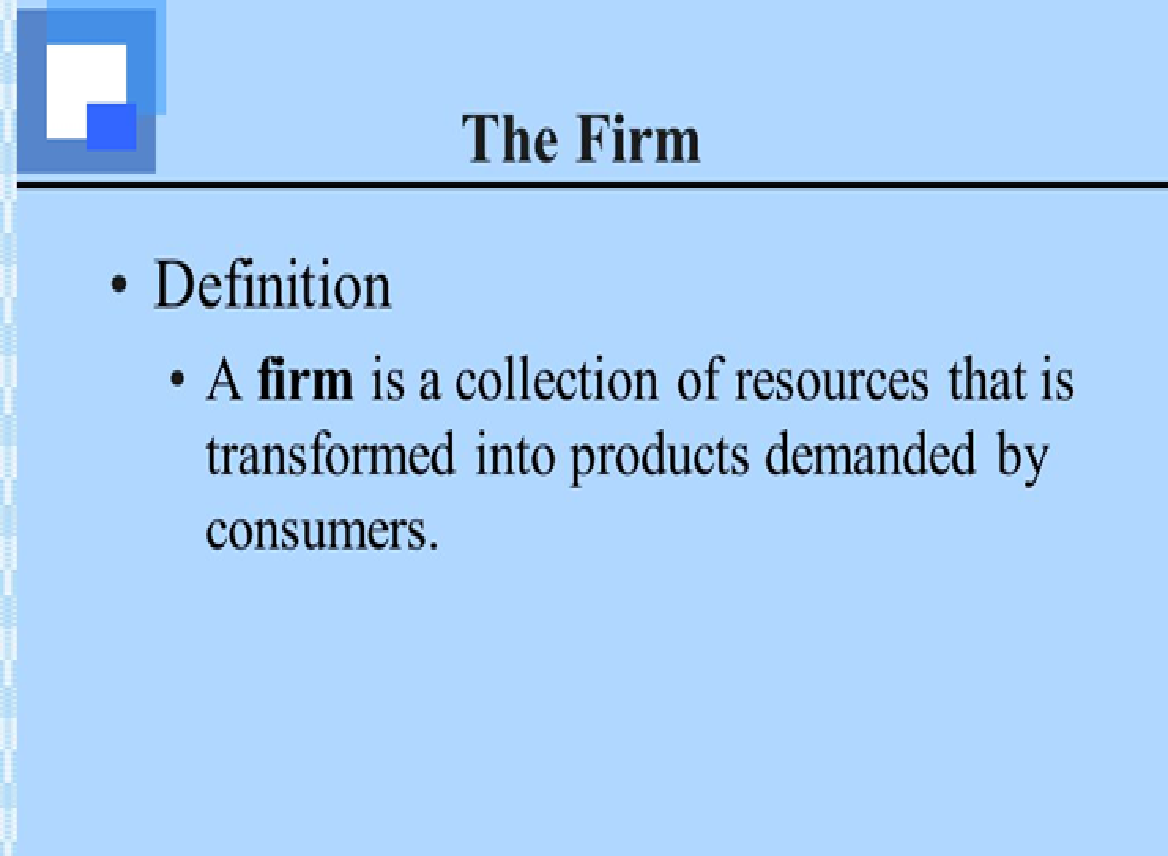 The Firm
• Definition
• A firm is a collection of resources that is
transformed into products demanded by
consumers.